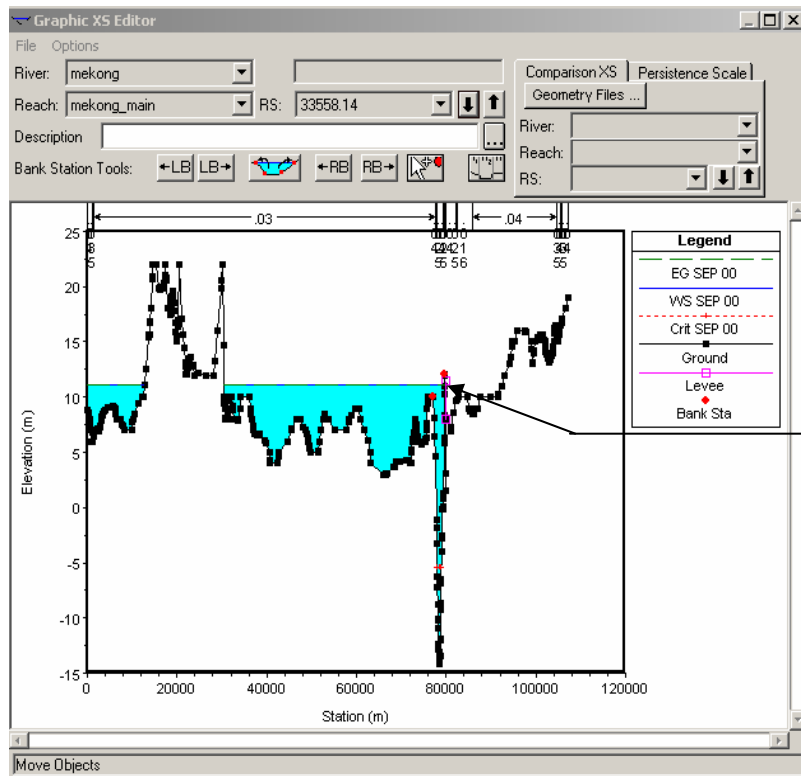 Graphic XS Editor
File Options
River: mekong
Reach: mekong_main RS: 33558.14
Description ...
Bank Station Tools: ←LB LB→ ←RB RB→
Comparison XS Persistence Scale
Geometry Files ...
River:
Reach:
RS:
.03 .04
25
20
15
10
5
0
-5
-10
-15
Elevation (m)
0 20000 40000 60000 80000 100000 120000
Station (m)
Legend
EG SEP 00
WS SEP 00
Crit SEP 00
Ground
Levee
Bank Sta
Move Objects